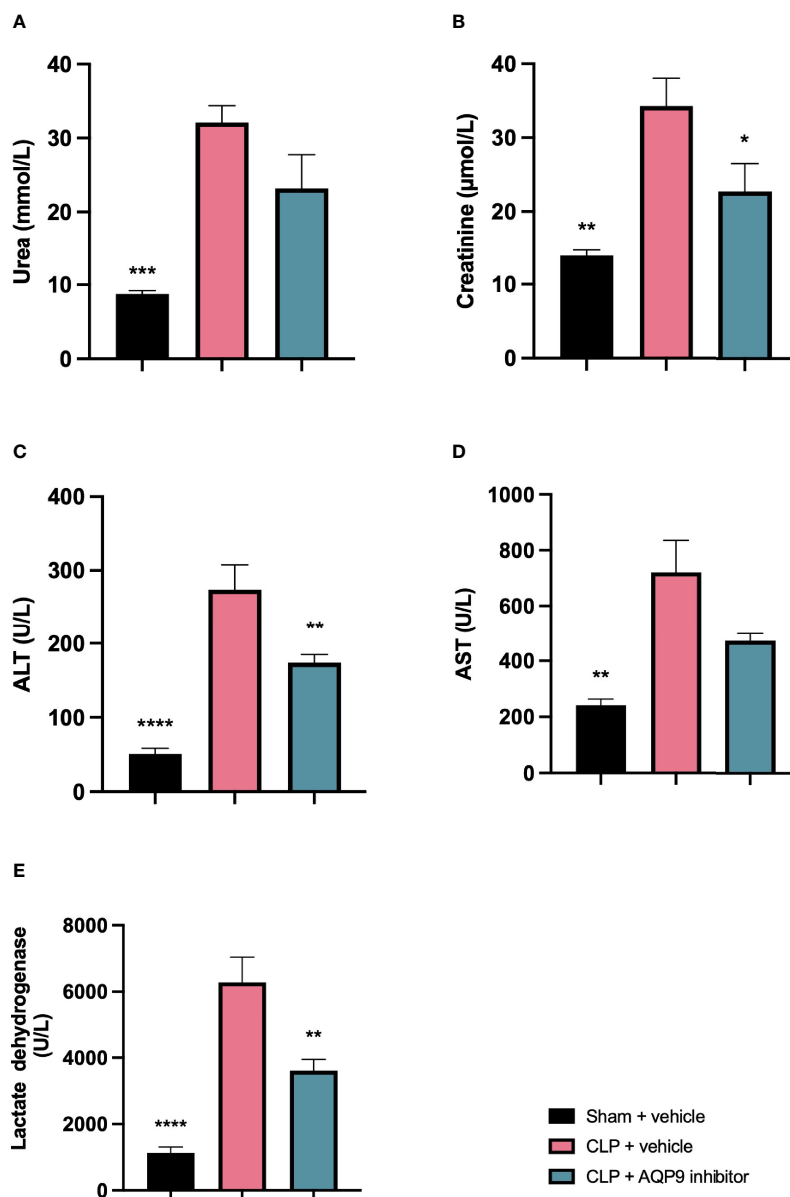 A
Urea (mmol/L)
40
30
20
10
0
***
B
Creatinine (μmol/L)
40
30
20
10
0
**
*
C
ALT (U/L)
400
300
200
100
0
****
**
D
AST (U/L)
1000
800
600
400
200
0
**
E
Lactate dehydrogenase
(U/L)
8000
6000
4000
2000
0
****
**
Sham + vehicle
CLP + vehicle
CLP + AQP9 inhibitor